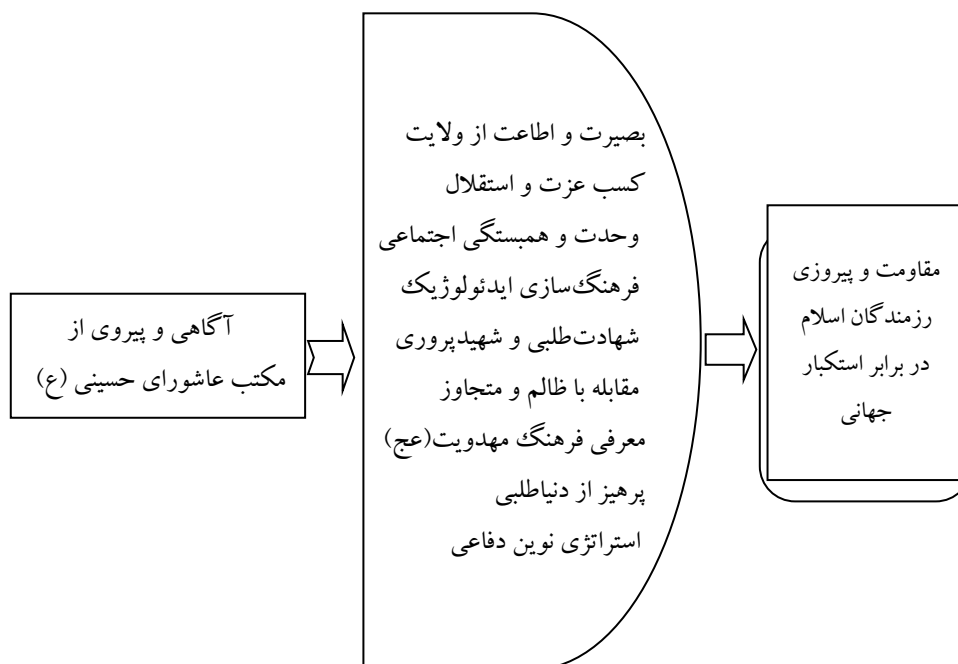 آگاهی و پیروی از
مکتب عاشورای حسینی (ع)
بصیرت و اطاعت از ولایت
کسب عزت و استقلال
وحدت و همبستگی اجتماعی
فرهنگ‌سازی ایدئولوژیک
شهادت‌طلبی و شهیدپروری
مقابله با ظالم و متجاوز
معرفی فرهنگ مهدویت(عج)
پرهیز از دنیاطلبی
استراتژی نوین دفاعی
مقاومت و پیروزی
رزمندگان اسلام
در برابر استکبار
جهانی